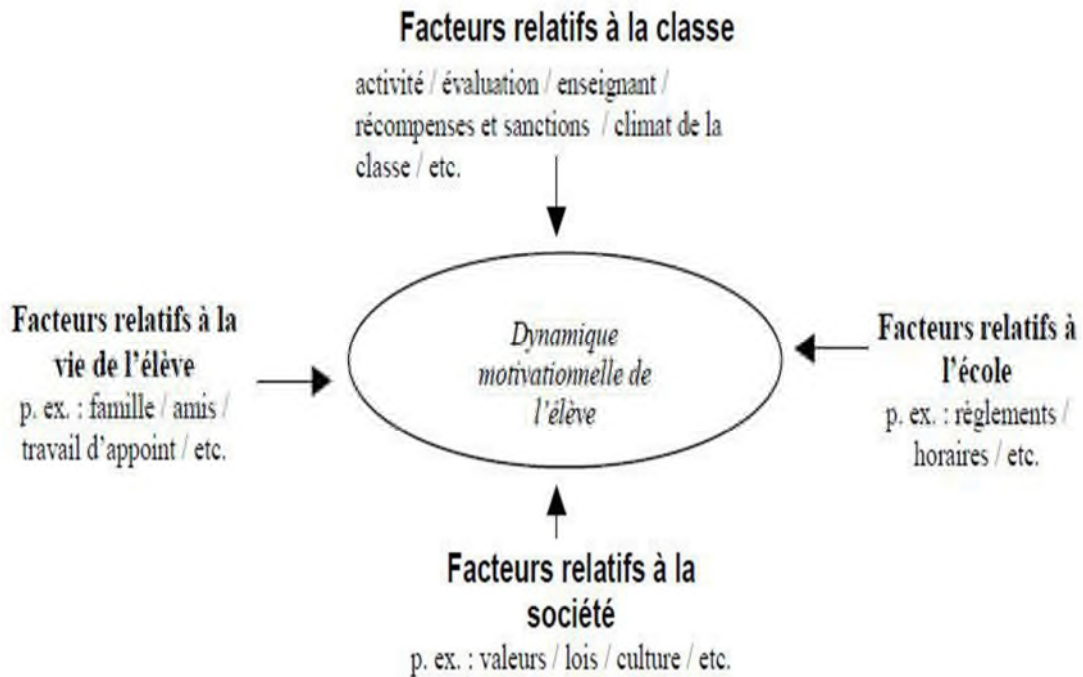 Facteurs relatifs à la classe
activité / évaluation / enseignant /
récompenses et sanctions / climat de la
classe / etc.
Facteurs relatifs à la
vie de l'élève
p. ex. : famille / amis /
travail d'appoint / etc.
Dynamique
motivationnelle de
l'élève
Facteurs relatifs à
l'école
p. ex. : règlements /
horaires / etc.
Facteurs relatifs à la
société
p. ex. : valeurs / lois / culture / etc.